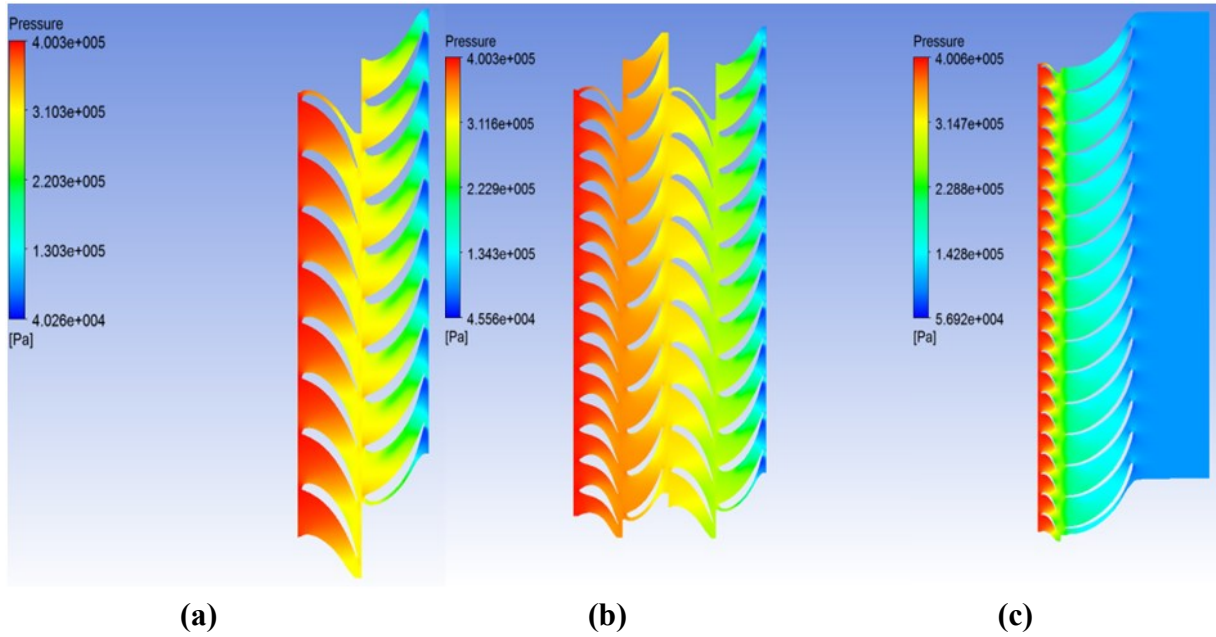 Pressure
4.003e+005
3.103e+005
2.203e+005
1.303e+005
4.026e+004
[Pa]
Pressure
4.003e+005
3.116e+005
2.229e+005
1.343e+005
4.556e+004
[Pa]
Pressure
4.006e+005
3.147e+005
2.288e+005
1.428e+005
5.692e+004
[Pa]
(a)
(b)
(c)